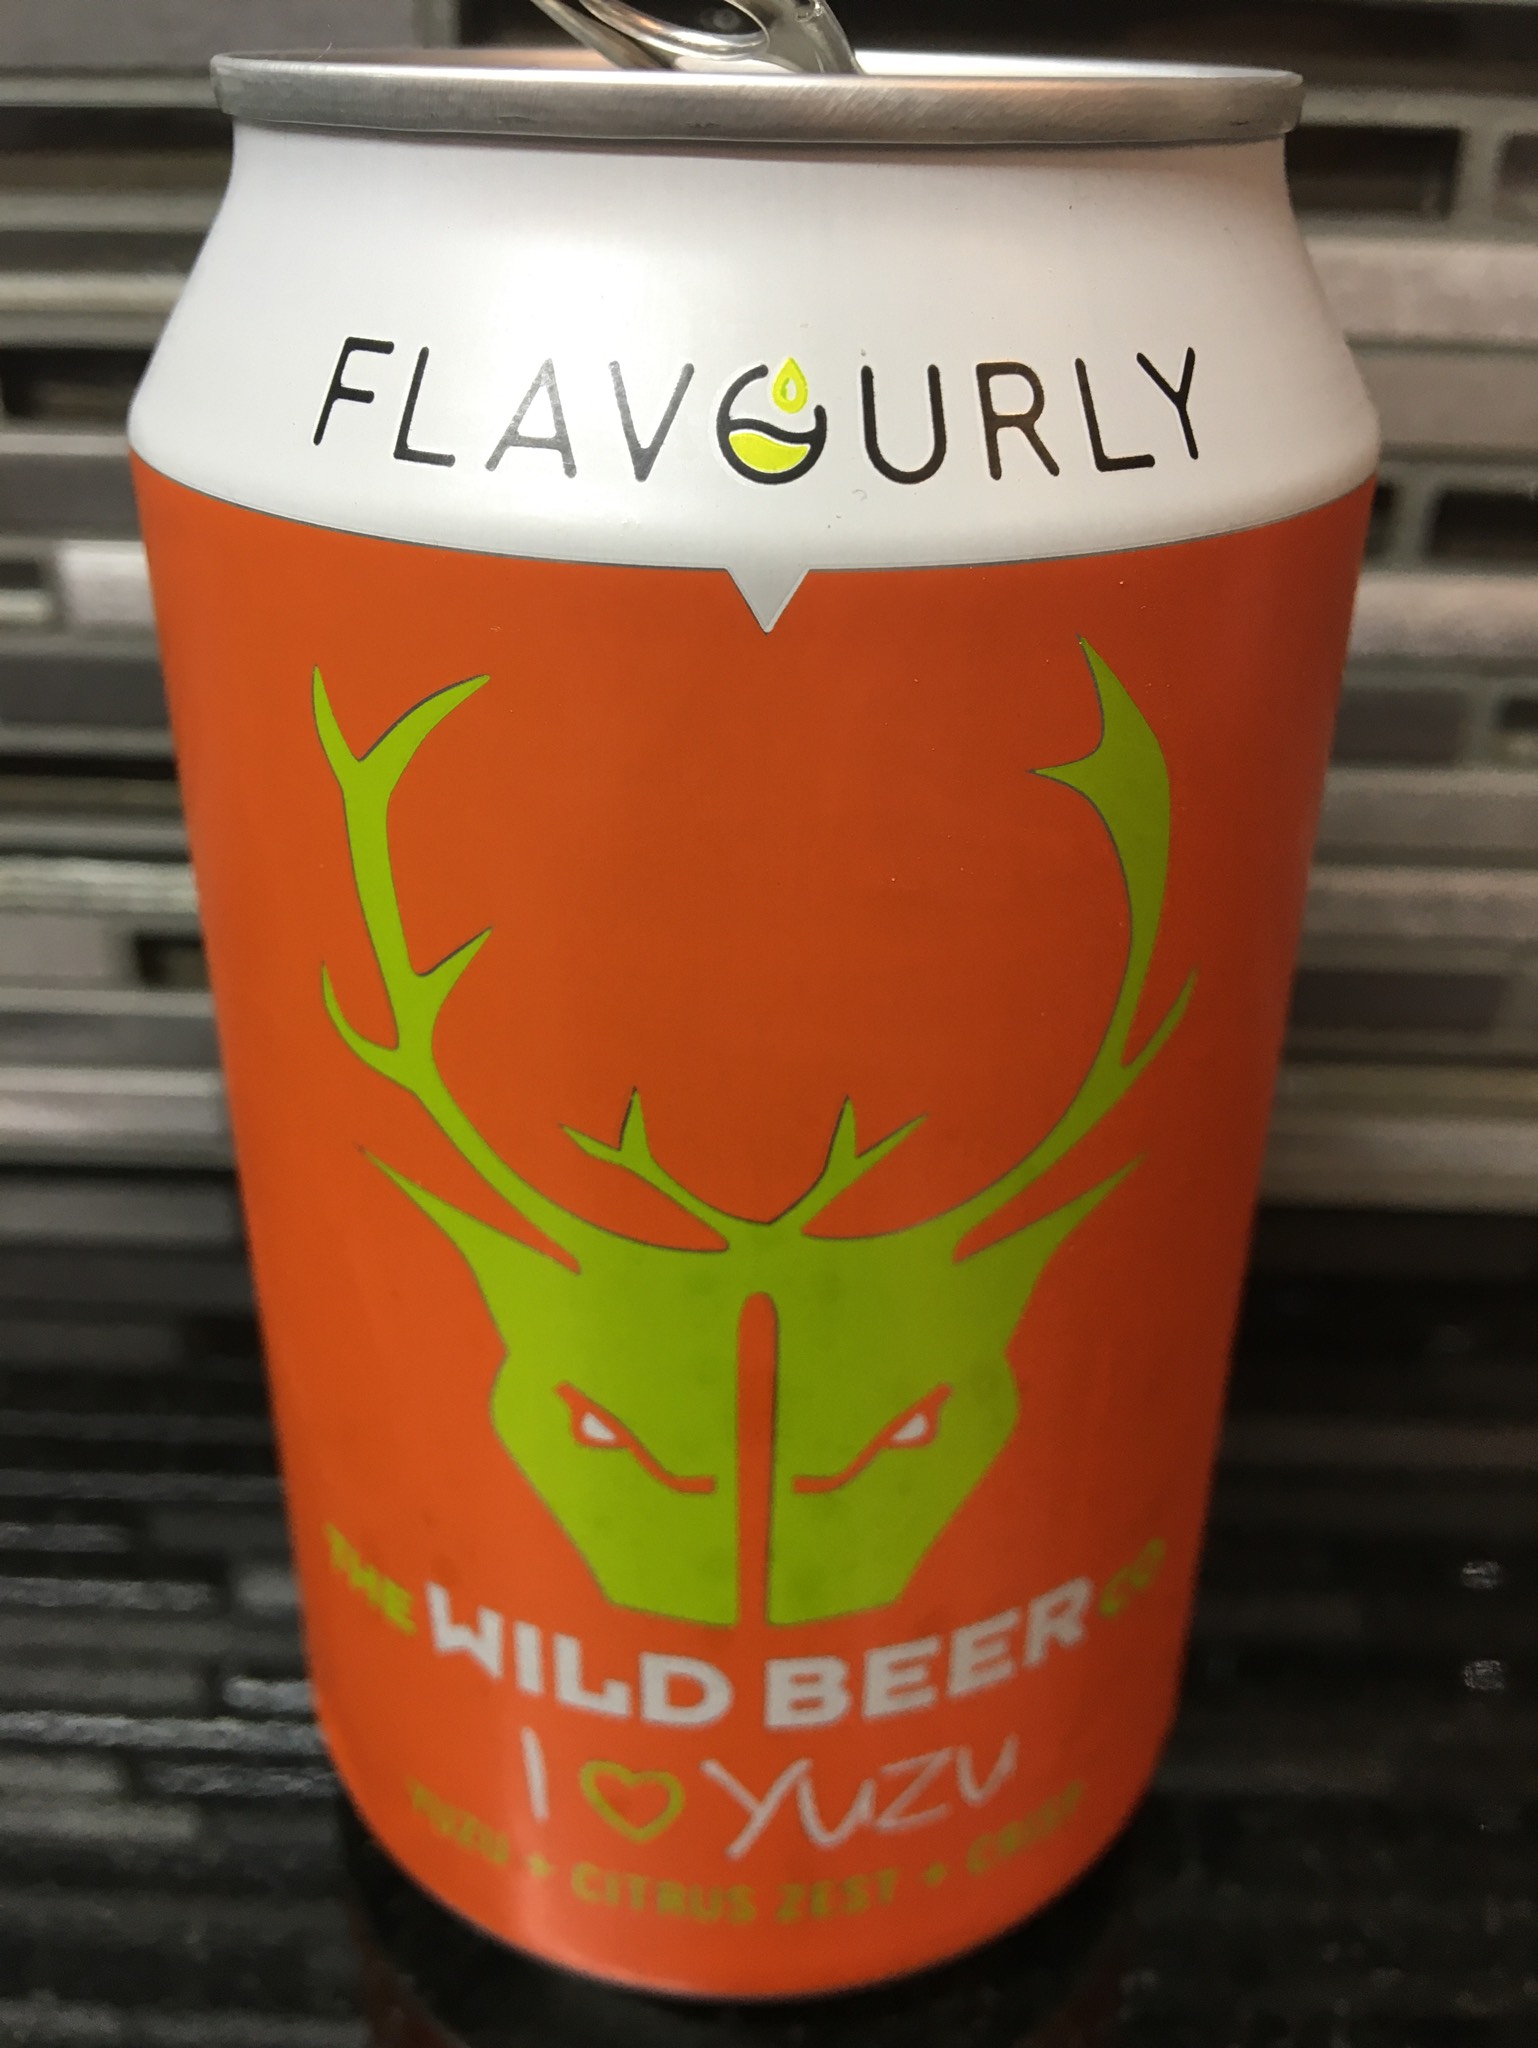 FLAVOURLY
THE WILD BEER CO
I ♡ YUZU
YUZU + CITRUS ZEST + CRISP